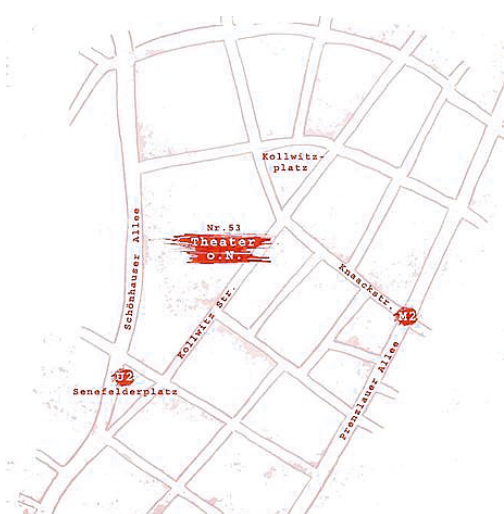 Kollwitz-
platz
Nr.53
Theater
o.N.
Schönhauser Allee
Kollwitz Str.
Knaackstr.
M2
U2
Senefelderplatz
Prenzlauer Allee